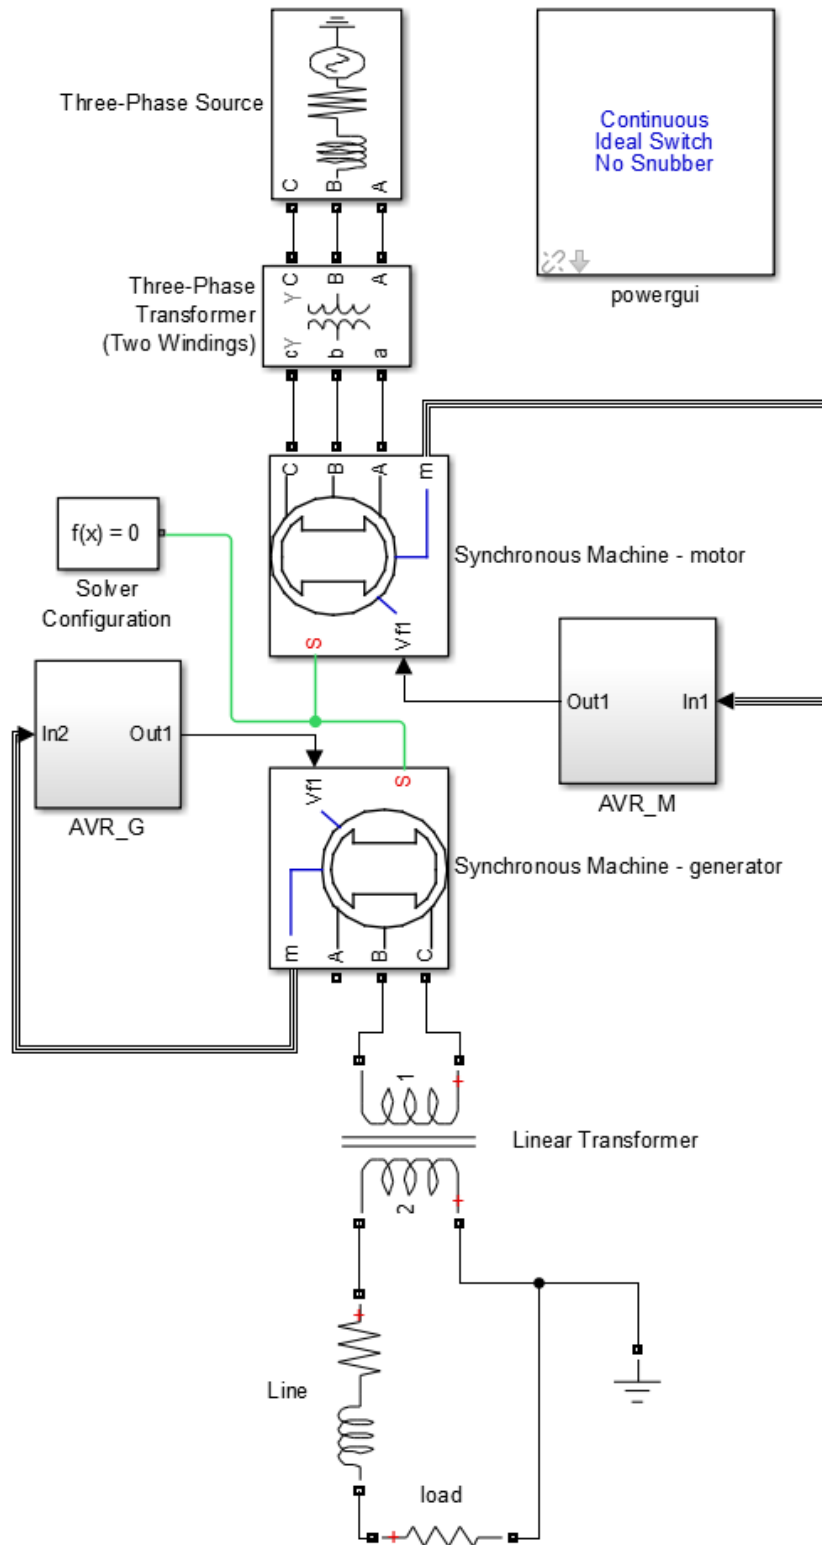 Three-Phase Source
C
B
A
Continuous
Ideal Switch
No Snubber
powergui
Three-Phase
Transformer
(Two Windings)
C
Y
B
A
c
Y
b
a
C
B
A
m
f(x) = 0
Solver
Configuration
Synchronous Machine - motor
S
Vf1
Out1
In1
AVR_M
In2
Out1
AVR_G
Vf1
S
Synchronous Machine - generator
m
A
B
C
1
+
Linear Transformer
2
+
+
Line
load
+